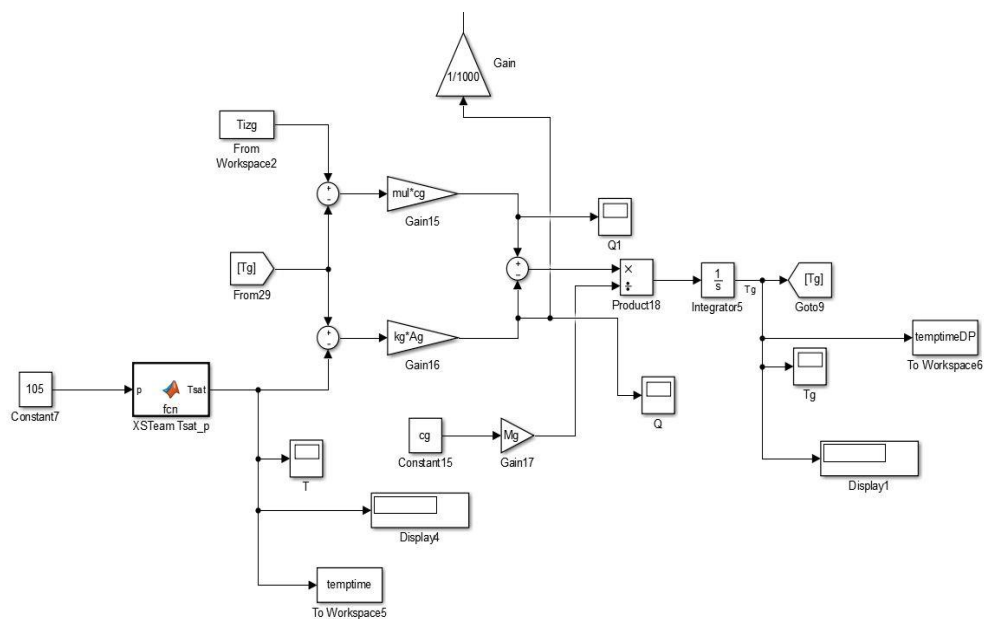 1/1000
Gain
Tizg
From
Workspace2
+
-
mul*cg
Gain15
Q1
[Tg]
From29
+
-
×
÷
Product18
1
s
Integrator5
Tg
[Tg]
Goto9
+
-
kg*Ag
Gain16
temptimeDP
To Workspace6
Tg
105
Constant7
p
fcn
Tsat
XSTeam Tsat_p
Q
cg
Constant15
Mg
Gain17
T
Display1
Display4
temptime
To Workspace5